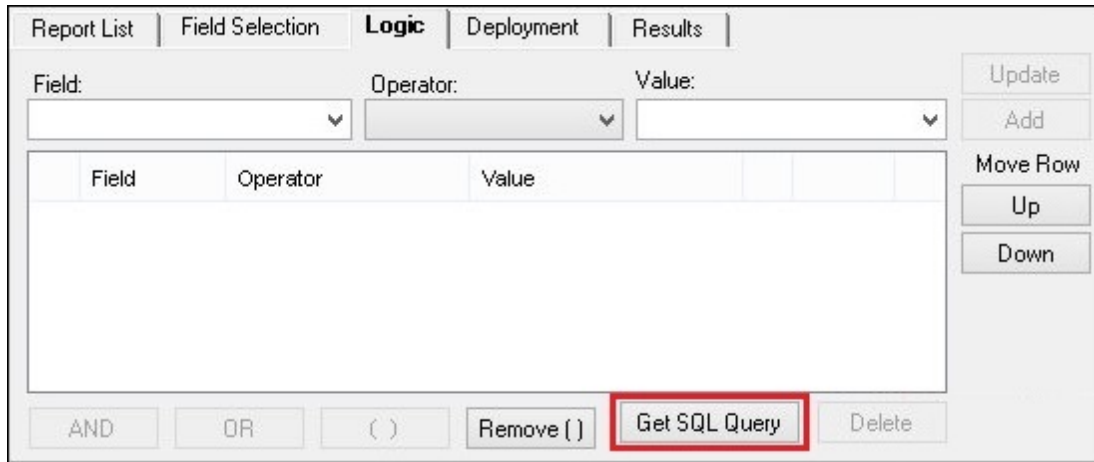 Report List Field Selection Logic Deployment Results
Field: Operator: Value: Update
Add
Field Operator Value Move Row
Up
Down
AND OR ( ) Remove ( ) Get SQL Query Delete